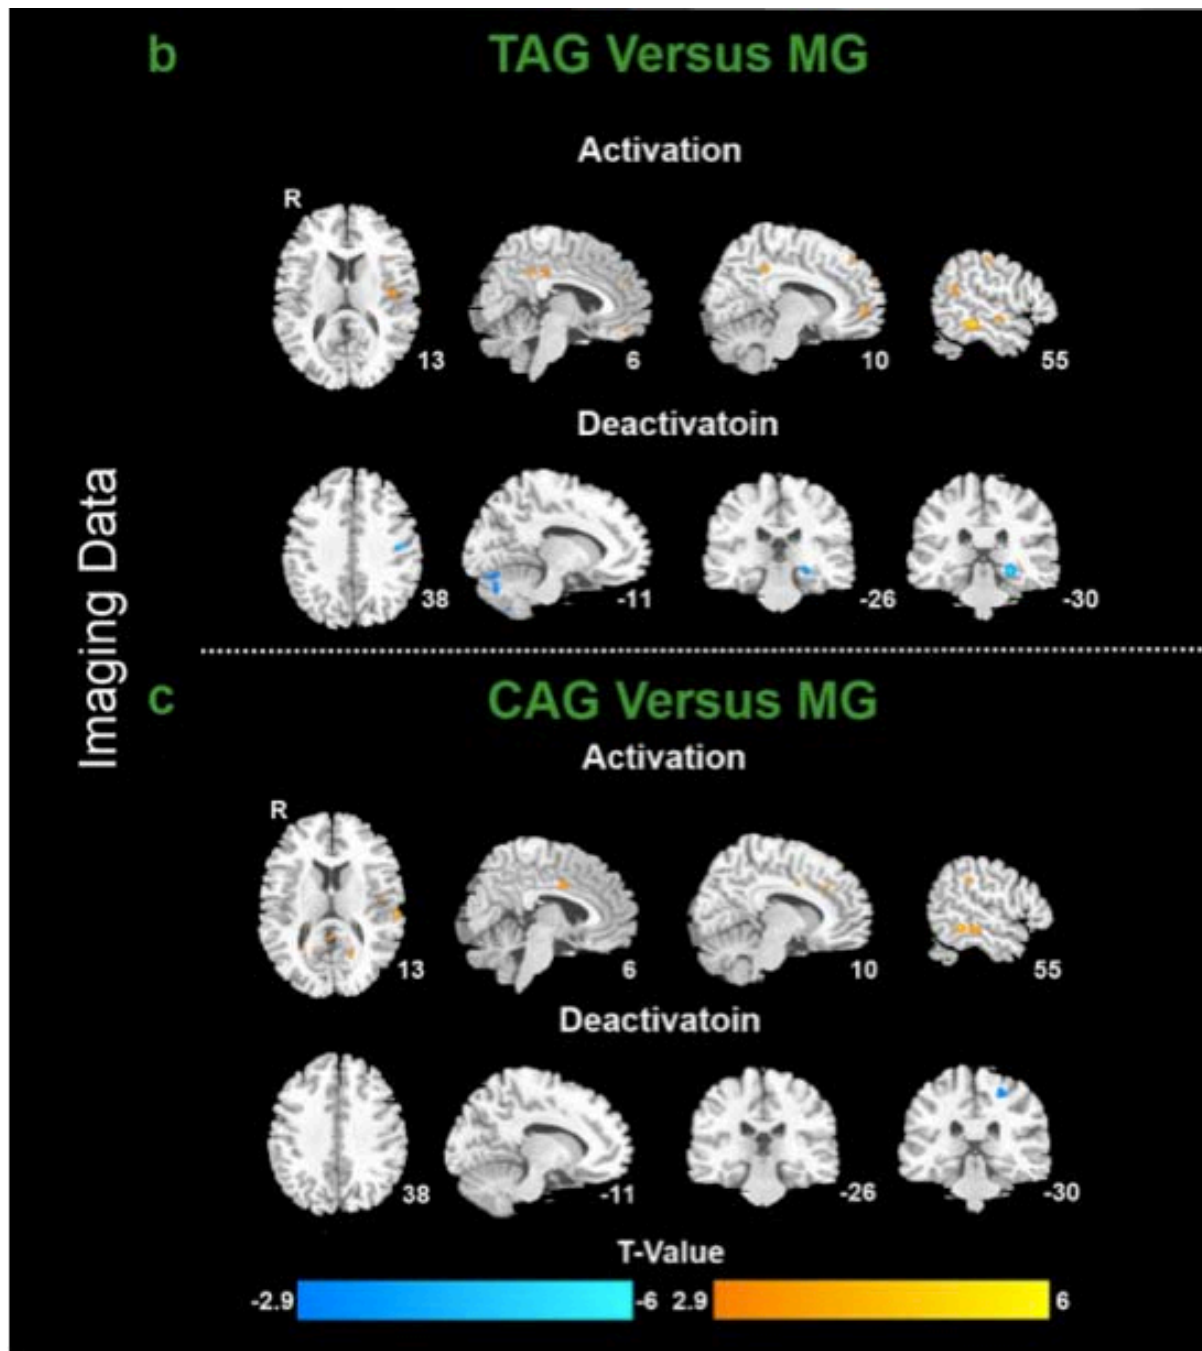 b
TAG Versus MG
Activation
R
13
6
10
55
Deactivatoin
38
-11
-26
-30
Imaging Data
c
CAG Versus MG
Activation
R
13
6
10
55
Deactivatoin
38
-11
-26
-30
T-Value
-2.9
-6
2.9
6